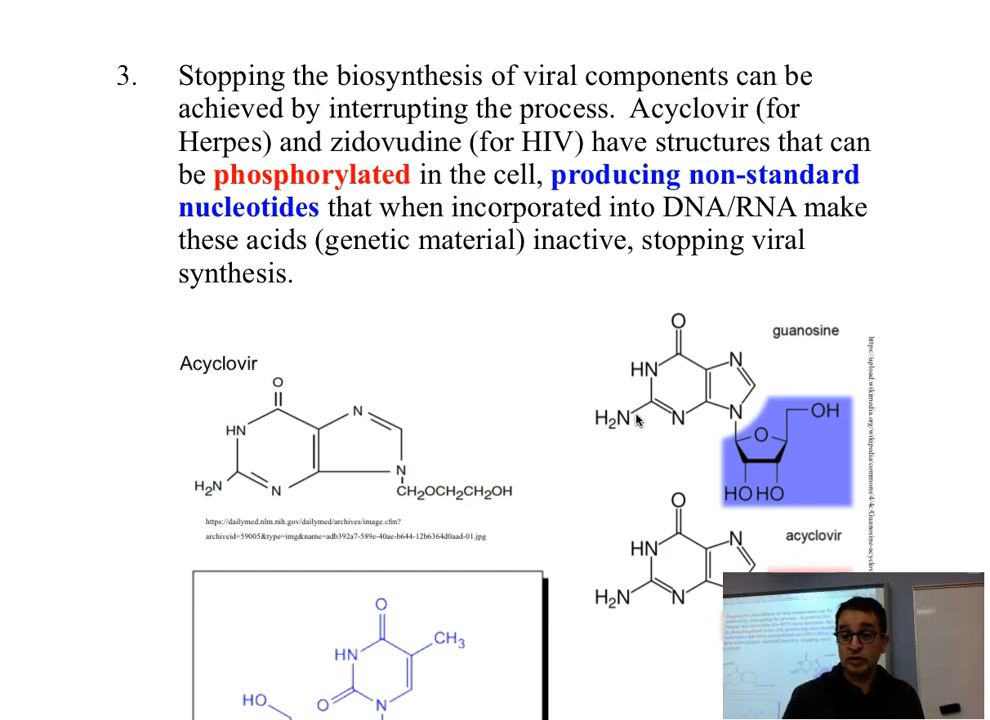 3. Stopping the biosynthesis of viral components can be
achieved by interrupting the process. Acyclovir (for
Herpes) and zidovudine (for HIV) have structures that can
be phosphorylated in the cell, producing non-standard
nucleotides that when incorporated into DNA/RNA make
these acids (genetic material) inactive, stopping viral
synthesis.
Acyclovir
O
HN
N
H₂N
N
N
CH₂OCH₂CH₂OH
https://dailymed.nlm.nih.gov/dailymed/archives/image.cfm?
archiveid=59005&type=img&name=adb392a7-589e-40ae-b644-12b6364d0aad-01.jpg
guanosine
O
HN
N
H₂N
N
N
OH
O
HO HO
acyclovir
O
HN
N
H₂N
N
O
CH₃
HN
O
N
HO